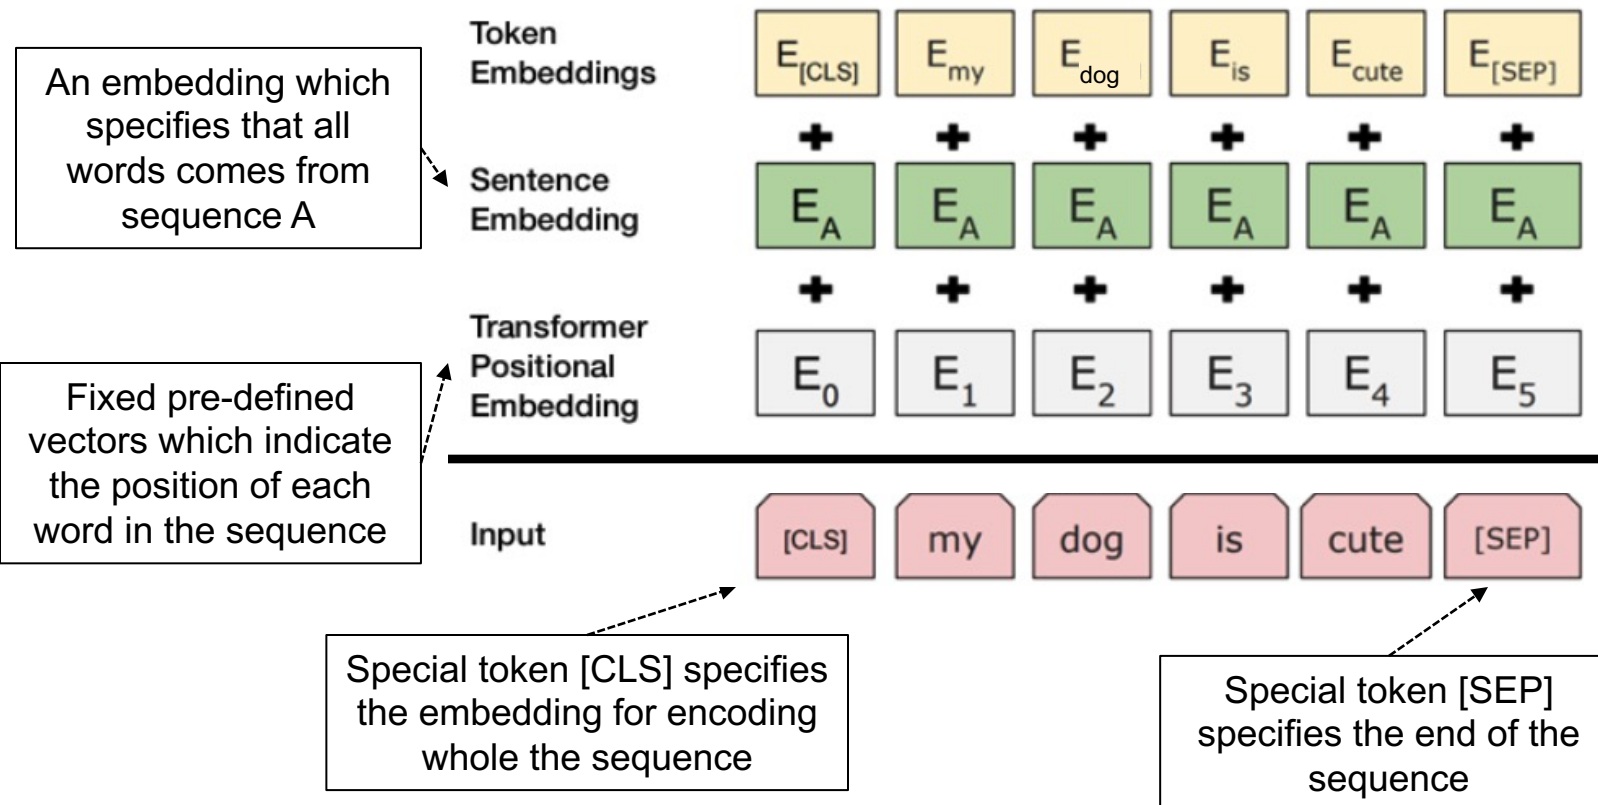 Token
Embeddings
E[CLS] Emy Edog Eis Ecute E[SEP]
An embedding which
specifies that all
words comes from
sequence A
+ + + + + +
Sentence
Embedding
EA EA EA EA EA EA
+ + + + + +
Transformer
Positional
Embedding
E0 E1 E2 E3 E4 E5
Fixed pre-defined
vectors which indicate
the position of each
word in the sequence
Input
[CLS] my dog is cute [SEP]
Special token [CLS] specifies
the embedding for encoding
whole the sequence
Special token [SEP]
specifies the end of the
sequence